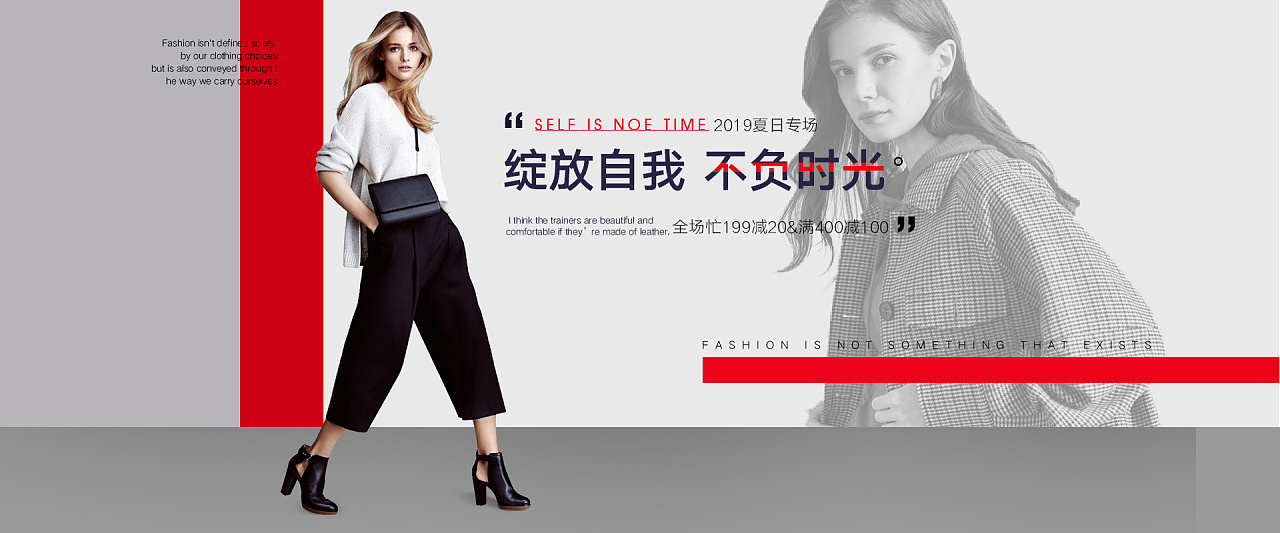 Fashion isn't defined solely
by our clothing choices
but is also conveyed through t
he way we carry ourselves
“ SELF IS NOE TIME 2019夏日专场
绽放自我 不负时光。
I think the trainers are beautiful and
comfortable if they’re made of leather.
全场忙199减20&满400减100 ”
FASHION IS NOT SOMETHING THAT EXISTS